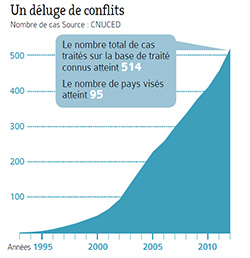 Un déluge de conflits
Nombre de cas Source : CNUCED
Le nombre total de cas
traités sur la base de traité
connus atteint 514
Le nombre de pays visés
atteint 95
500
400
300
200
100
0
Années 1995 2000 2005 2010